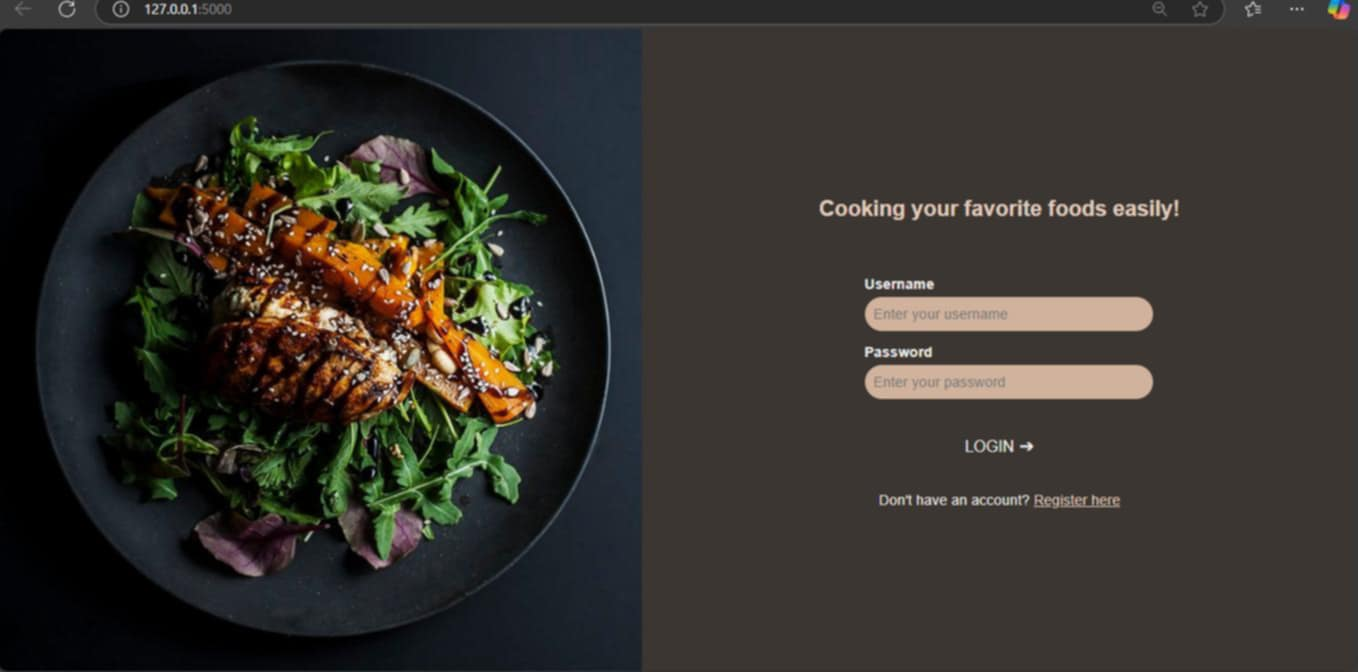 127.0.0.1:5000
Cooking your favorite foods easily!
Username
Enter your username
Password
Enter your password
LOGIN ➔
Don't have an account? Register here